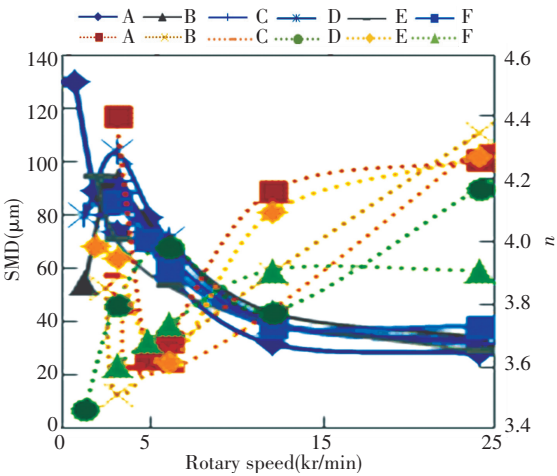 A B C D E F
A B C D E F
140 4.6
120
4.4
100
4.2
80
4.0
60
3.8
40
3.6
20
0 3.4
0 5 15 25
SMD(μm)
n
Rotary speed(kr/min)